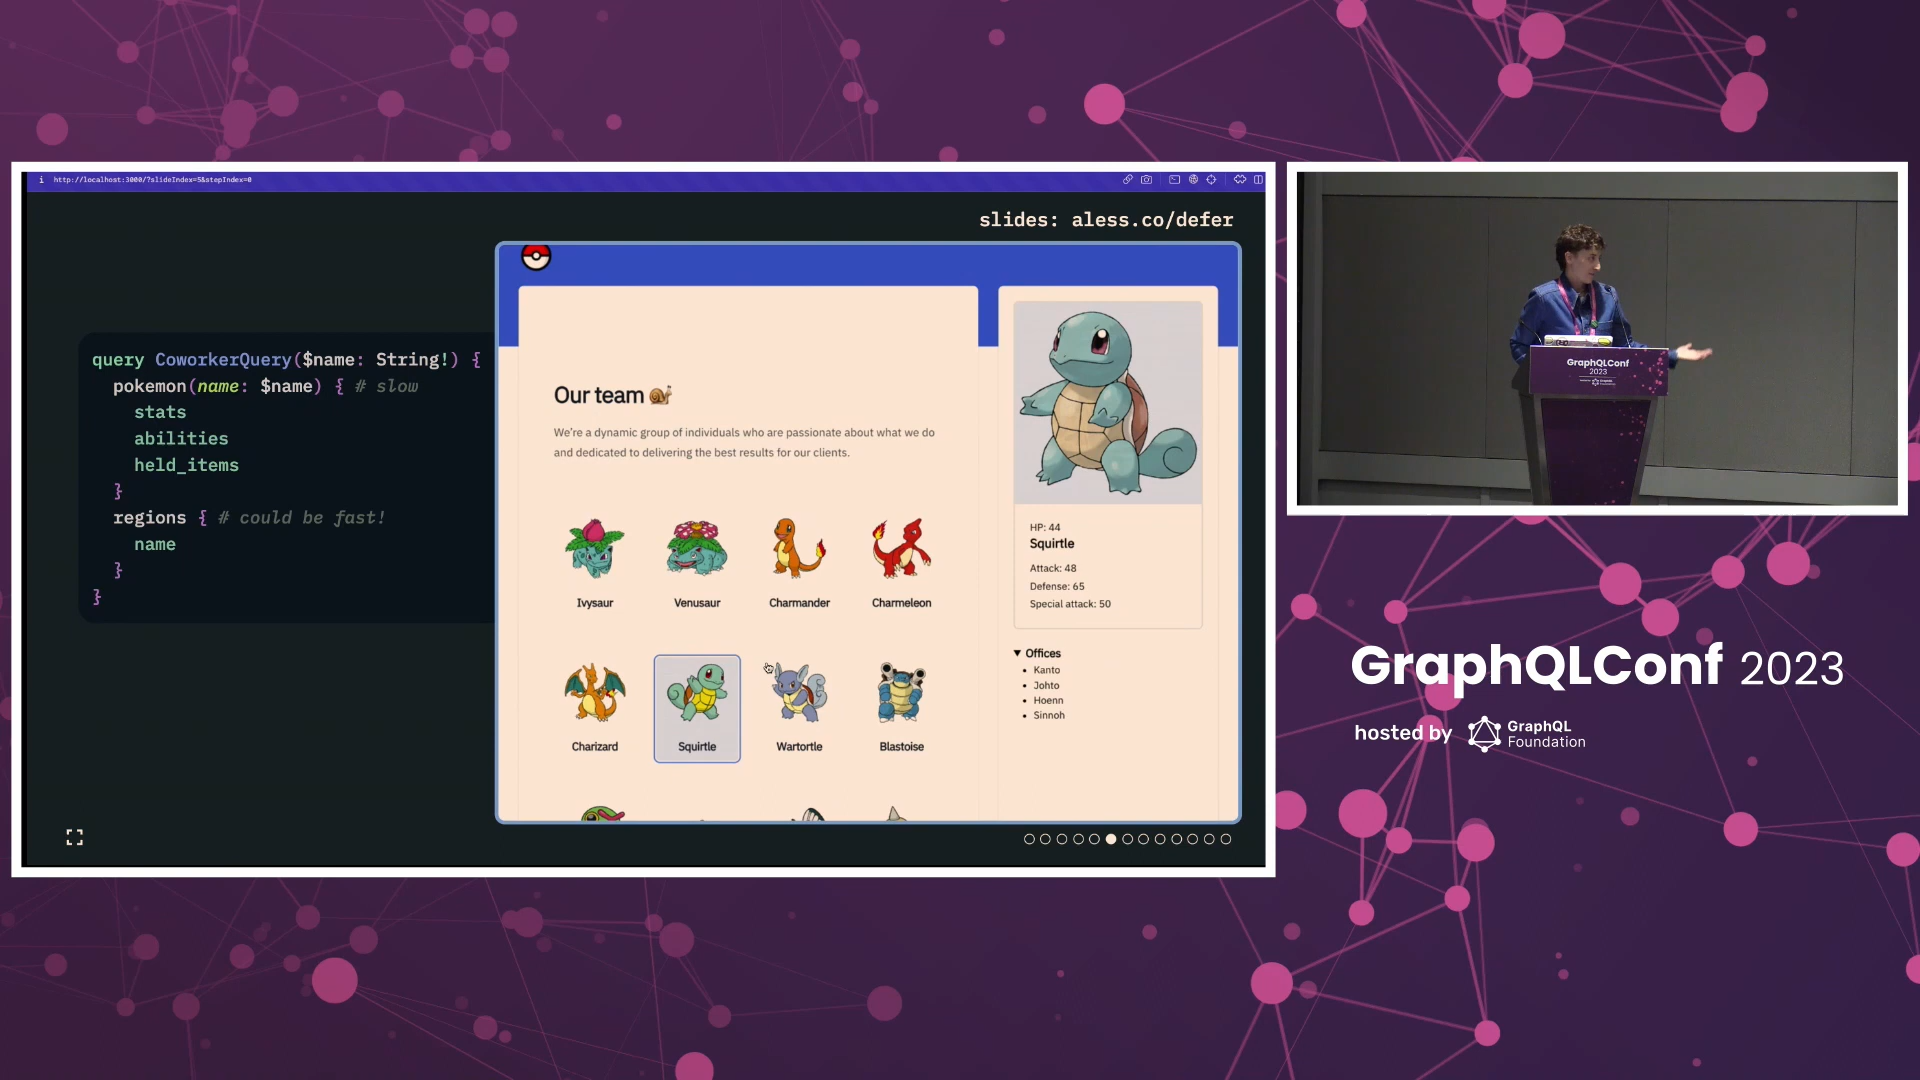 http://localhost:3000/?slideIndex=5&stepIndex=0
slides: aless.co/defer
query CoworkerQuery($name: String!) {
pokemon(name: $name) { # slow
stats
abilities
held_items
}
regions { # could be fast!
name
}
}
Our team
We're a dynamic group of individuals who are passionate about what we do
and dedicated to delivering the best results for our clients.
Ivysaur
Venusaur
Charmander
Charmeleon
Charizard
Squirtle
Wartortle
Blastoise
HP: 44
Squirtle
Attack: 48
Defense: 65
Special attack: 50
▼ Offices
• Kanto
• Johto
• Hoenn
• Sinnoh
GraphQLConf
2023
GraphQLConf 2023
hosted by
GraphQL
Foundation